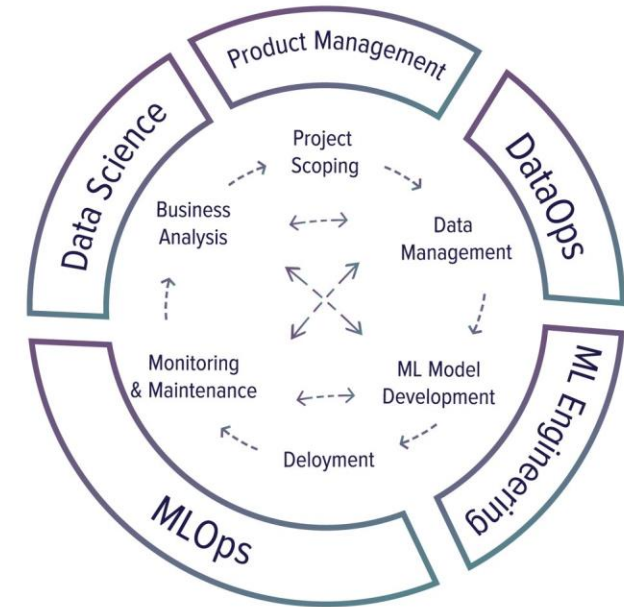 Product Management
DataOps
ML Engineering
MLOps
Data Science
Project
Scoping
Data
Management
ML Model
Development
Deloyment
Monitoring
& Maintenance
Business
Analysis